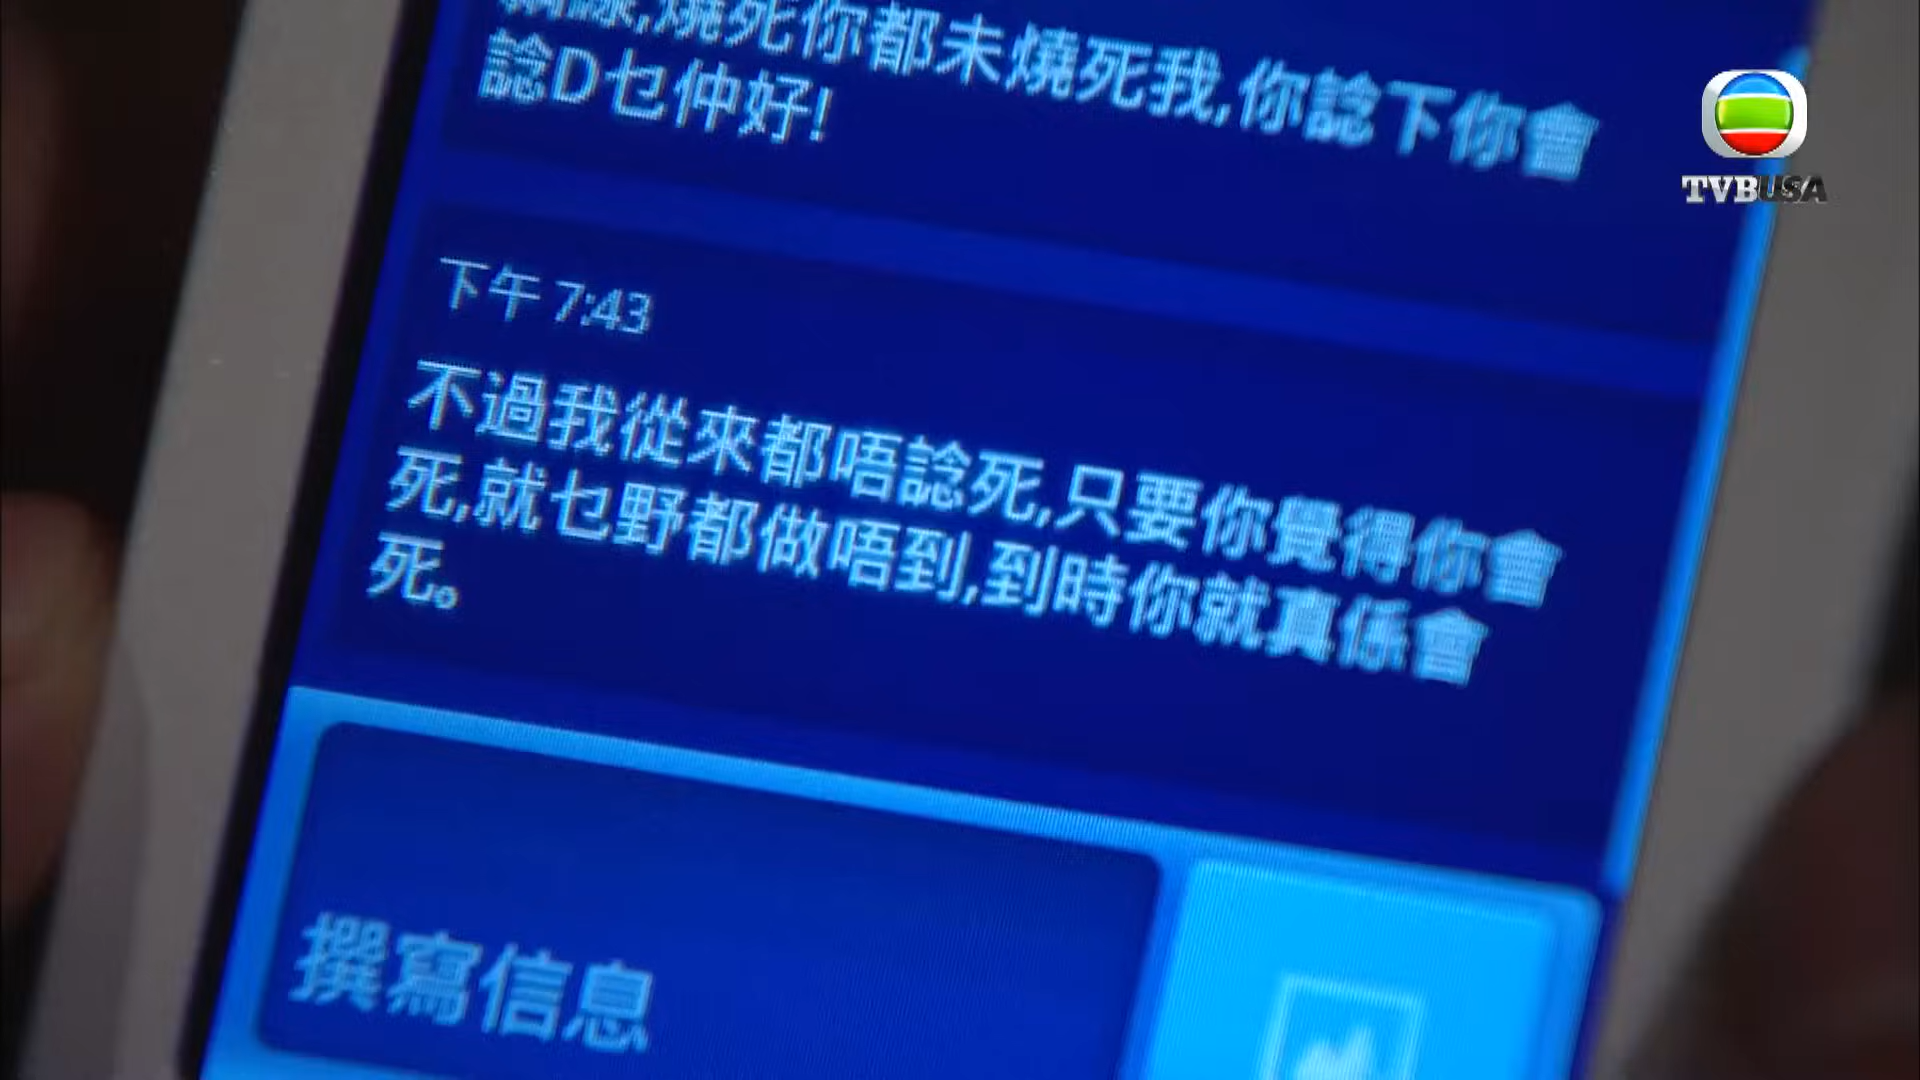 燒死你都未燒死我,你諗下你會
諗D乜仲好!
下午 7:43
不過我從來都唔諗死,只要你覺得你會
死,就乜野都做唔到,到時你就真係會
死。
撰寫信息
TVBUSA